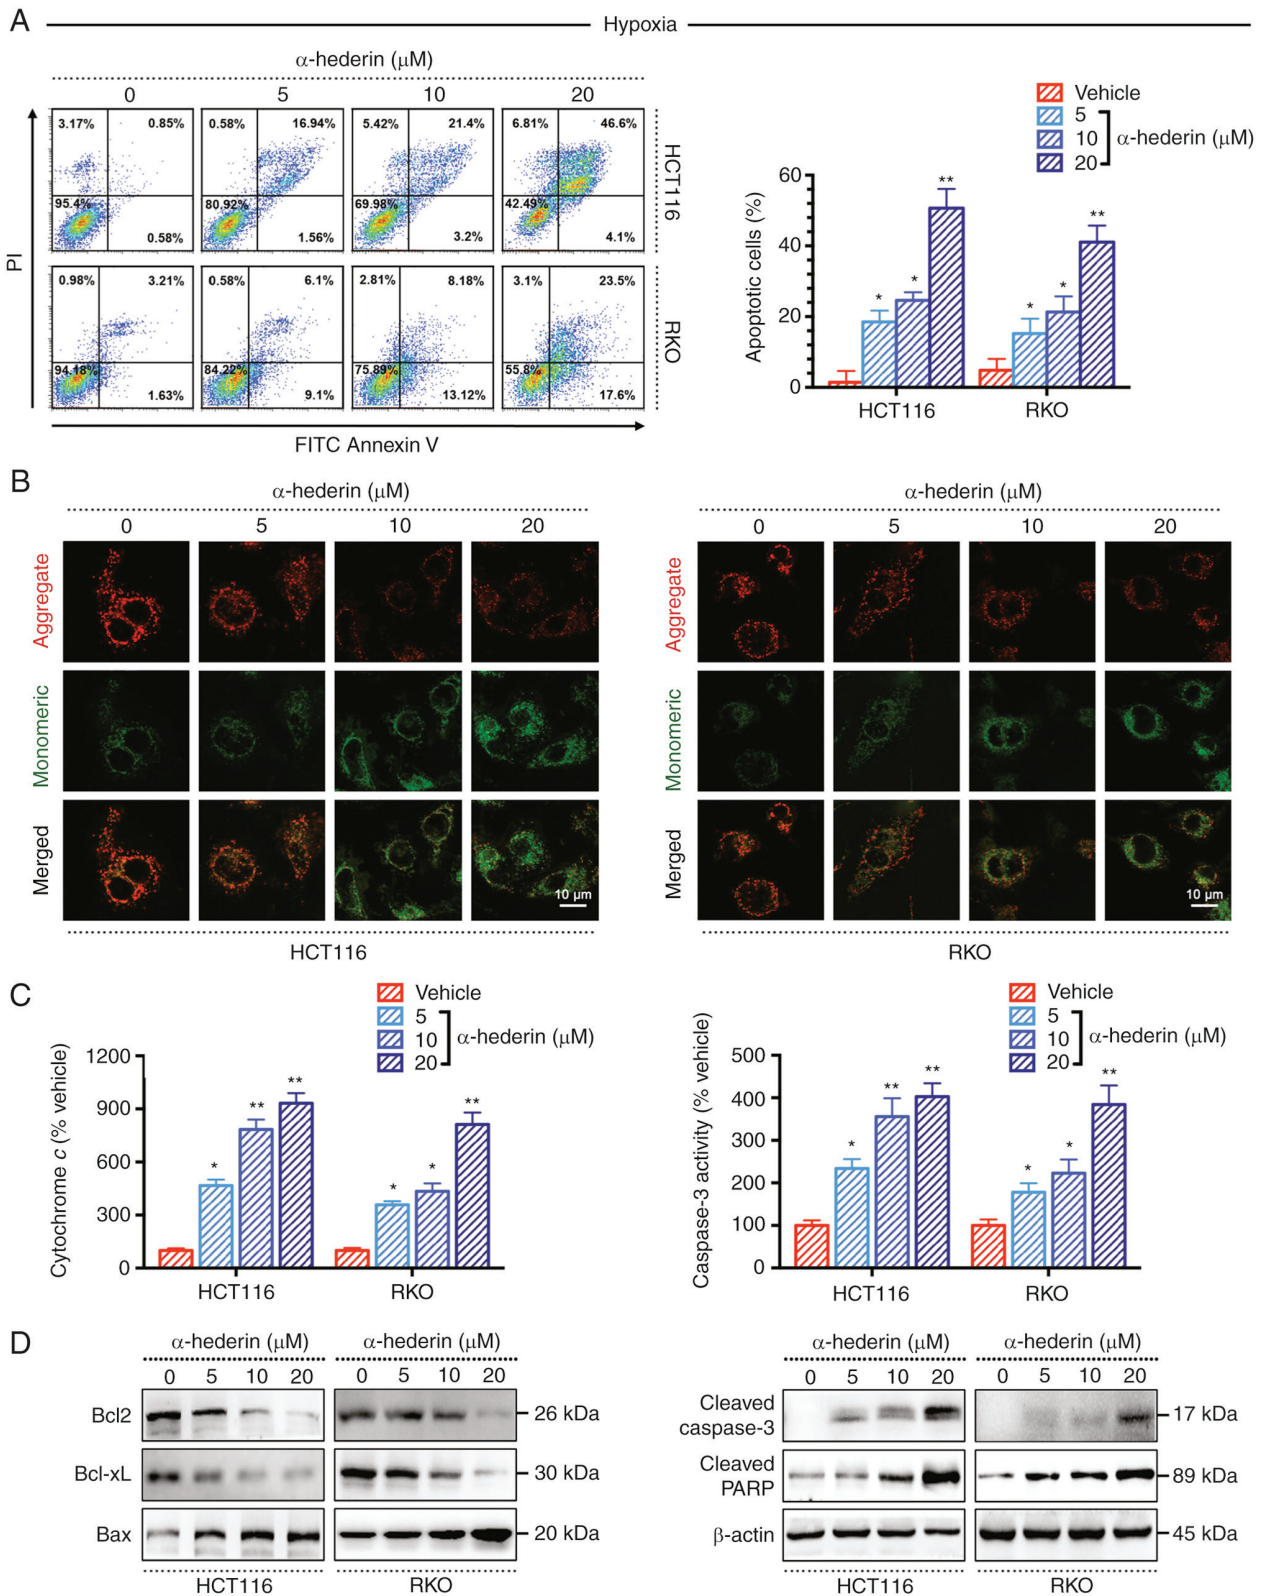 A
Hypoxia
α-hederin (μM)
0 5 10 20
3.17% 0.85% 0.58% 16.94% 5.42% 21.4% 6.81% 46.6%
95.4% 80.92% 69.98% 42.49%
0.58% 1.56% 3.2% 4.1%
HCT116
0.98% 3.21% 0.58% 6.1% 2.81% 8.18% 3.1% 23.5%
94.18% 84.22% 75.89% 55.8%
1.63% 9.1% 13.12% 17.6%
RKO
PI
FITC Annexin V
Vehicle
5
10
20
α-hederin (μM)
Apoptotic cells (%)
60
40
20
0
* * ** * * **
HCT116 RKO
B
α-hederin (μM)
0 5 10 20
Aggregate
Monomeric
Merged
10 μm
HCT116
α-hederin (μM)
0 5 10 20
Aggregate
Monomeric
Merged
10 μm
RKO
C
Vehicle
5
10
20
α-hederin (μM)
Cytochrome c (% vehicle)
1200
900
600
300
0
* ** ** * * **
HCT116 RKO
Vehicle
5
10
20
α-hederin (μM)
Caspase-3 activity (% vehicle)
500
400
300
200
100
0
* ** ** * * **
HCT116 RKO
D
α-hederin (μM) α-hederin (μM)
0 5 10 20 0 5 10 20
Bcl2 26 kDa
Bcl-xL 30 kDa
Bax 20 kDa
HCT116 RKO
α-hederin (μM) α-hederin (μM)
0 5 10 20 0 5 10 20
Cleaved
caspase-3 17 kDa
Cleaved
PARP 89 kDa
β-actin 45 kDa
HCT116 RKO